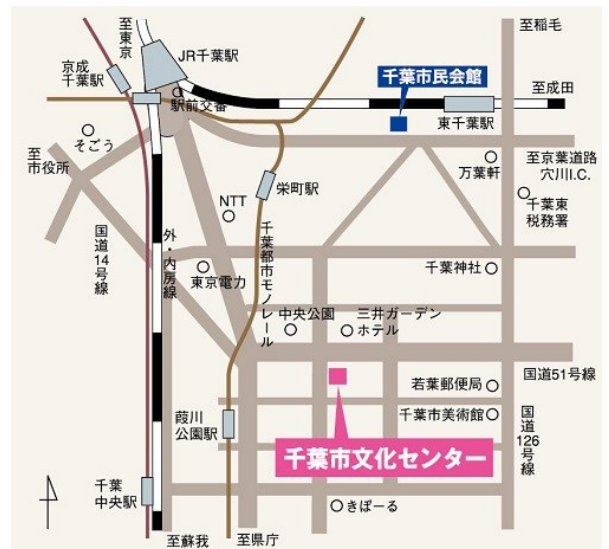 至東京
JR千葉駅
至稲毛
京成
千葉駅
千葉市民会館
至成田
駅前交番
東千葉駅
そごう
至
市役所
万葉軒
至京葉道路
穴川I.C.
栄町駅
千葉東
税務署
NTT
国道14号線
外・内房線
千葉都市モノレール
東京電力
千葉神社
中央公園
三井ガーデン
ホテル
国道51号線
若葉郵便局
葭川
公園駅
千葉市美術館
国道126号線
千葉市文化センター
千葉
中央駅
きぼーる
至蘇我
至県庁